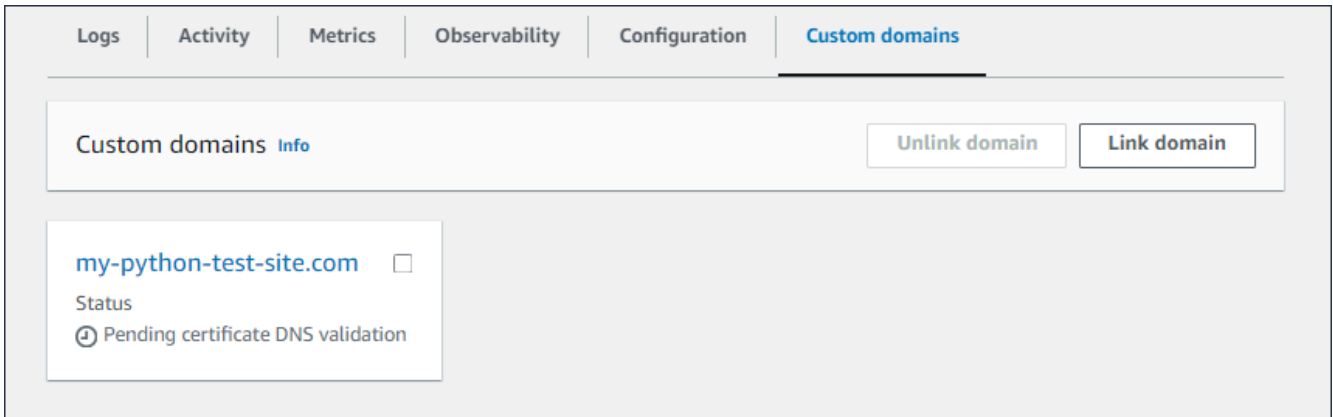 Logs Activity Metrics Observability Configuration Custom domains
Custom domains Info Unlink domain Link domain
my-python-test-site.com
Status
Pending certificate DNS validation